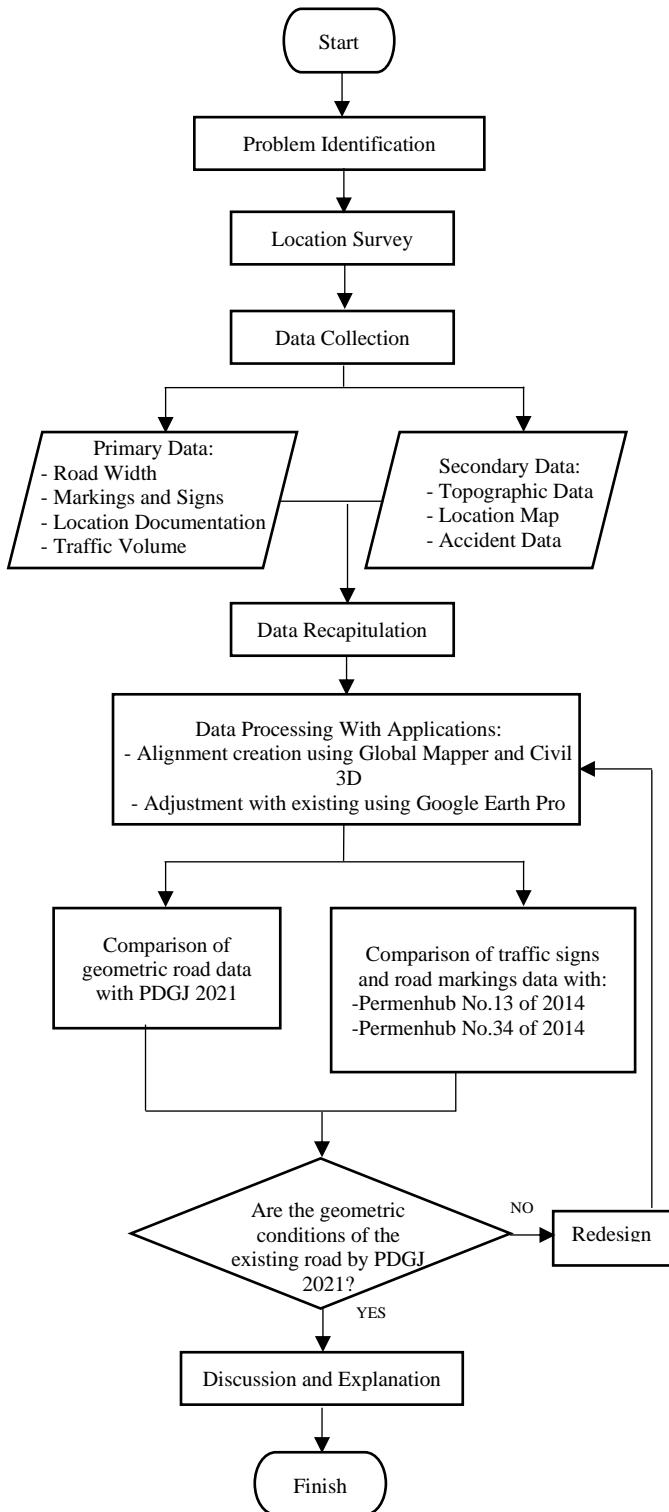 Start
Problem Identification
Location Survey
Data Collection
Primary Data:
- Road Width
- Markings and Signs
- Location Documentation
- Traffic Volume
Secondary Data:
- Topographic Data
- Location Map
- Accident Data
Data Recapitulation
Data Processing With Applications:
- Alignment creation using Global Mapper and Civil
3D
- Adjustment with existing using Google Earth Pro
Comparison of
geometric road data
with PDGJ 2021
Comparison of traffic signs
and road markings data with:
-Permenhub No.13 of 2014
-Permenhub No.34 of 2014
Are the geometric
conditions of the
existing road by PDGJ
2021?
NO
Redesign
YES
Discussion and Explanation
Finish